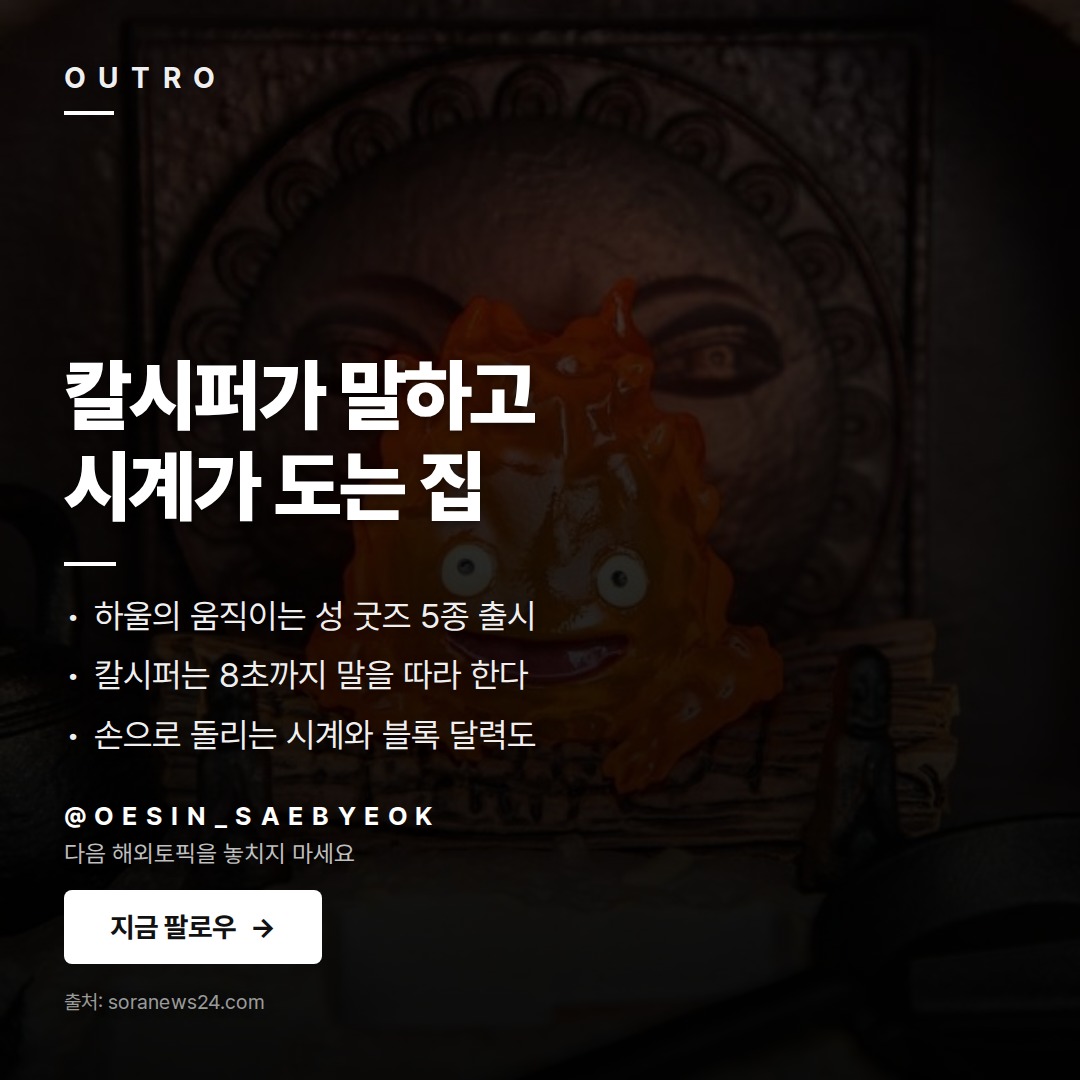 OUTRO
칼시퍼가 말하고
시계가 도는 집
• 하울의 움직이는 성 굿즈 5종 출시
• 칼시퍼는 8초까지 말을 따라 한다
• 손으로 돌리는 시계와 블록 달력도
@OESIN_SAEBYEOK
다음 해외토픽을 놓치지 마세요
지금 팔로우 →
출처: soranews24.com